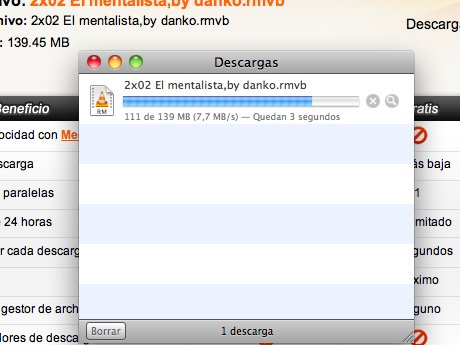 vo: 2x02 El mentalista,by danko.rmvb
hivo: 2x02 El mentalista,by danko.rmvb
: 139.45 MB
Descarga
Descargas
2x02 El mentalista,by danko.rmvb
RM
111 de 139 MB (7,7 MB/s) — Quedan 3 segundos
Beneficio
ratis
ocidad con Me
scarga
ás baja
paralelas
1
e 24 horas
mitado
r cada descarg
gundos
ximo
gestor de arch
guno
dores de desca
Borrar
1 descarga